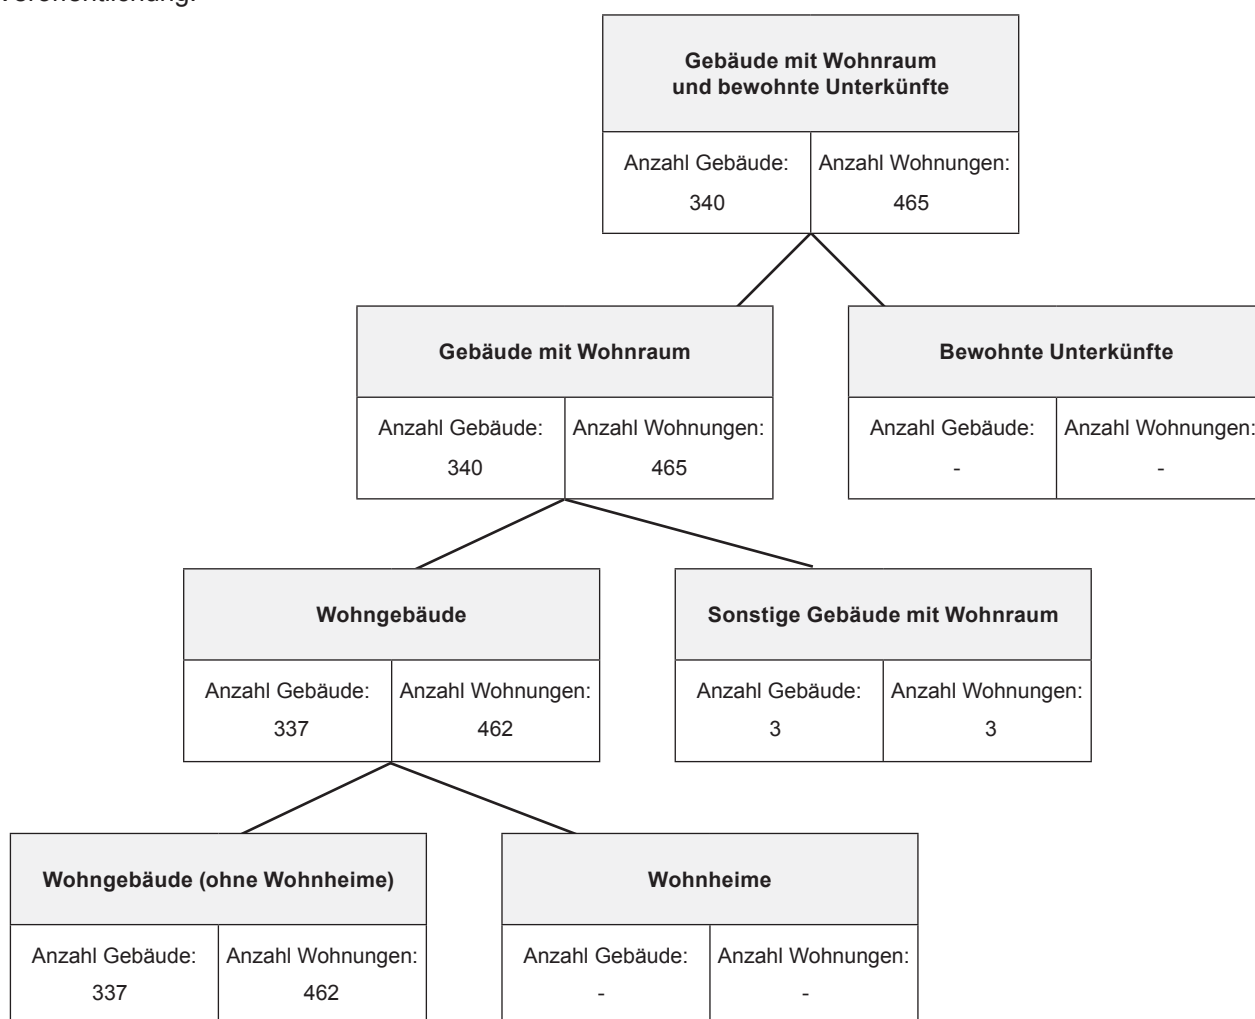 Veröffentlichung.
Gebäude mit Wohnraum
und bewohnte Unterkünfte
Anzahl Gebäude:
340
Anzahl Wohnungen:
465
Gebäude mit Wohnraum
Anzahl Gebäude:
340
Anzahl Wohnungen:
465
Bewohnte Unterkünfte
Anzahl Gebäude:
-
Anzahl Wohnungen:
-
Wohngebäude
Anzahl Gebäude:
337
Anzahl Wohnungen:
462
Sonstige Gebäude mit Wohnraum
Anzahl Gebäude:
3
Anzahl Wohnungen:
3
Wohngebäude (ohne Wohnheime)
Anzahl Gebäude:
337
Anzahl Wohnungen:
462
Wohnheime
Anzahl Gebäude:
-
Anzahl Wohnungen:
-